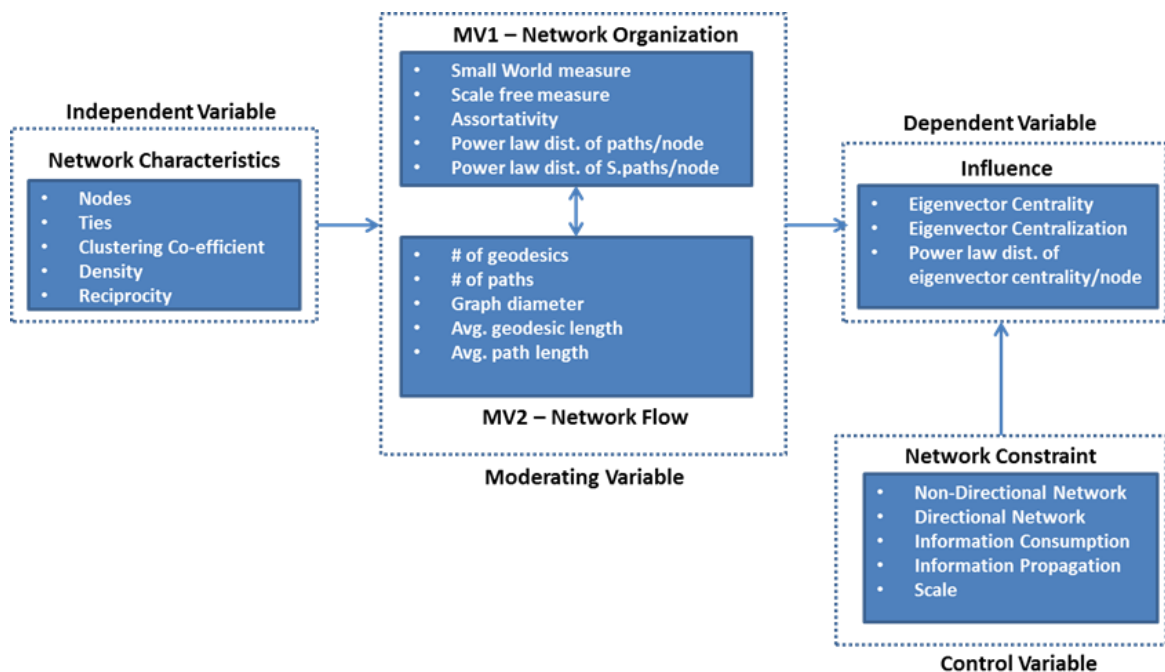 Independent Variable
Network Characteristics
• Nodes
• Ties
• Clustering Co-efficient
• Density
• Reciprocity
MV1 – Network Organization
• Small World measure
• Scale free measure
• Assortativity
• Power law dist. of paths/node
• Power law dist. of S.paths/node
• # of geodesics
• # of paths
• Graph diameter
• Avg. geodesic length
• Avg. path length
MV2 – Network Flow
Moderating Variable
Dependent Variable
Influence
• Eigenvector Centrality
• Eigenvector Centralization
• Power law dist. of
eigenvector centrality/node
Network Constraint
• Non-Directional Network
• Directional Network
• Information Consumption
• Information Propagation
• Scale
Control Variable